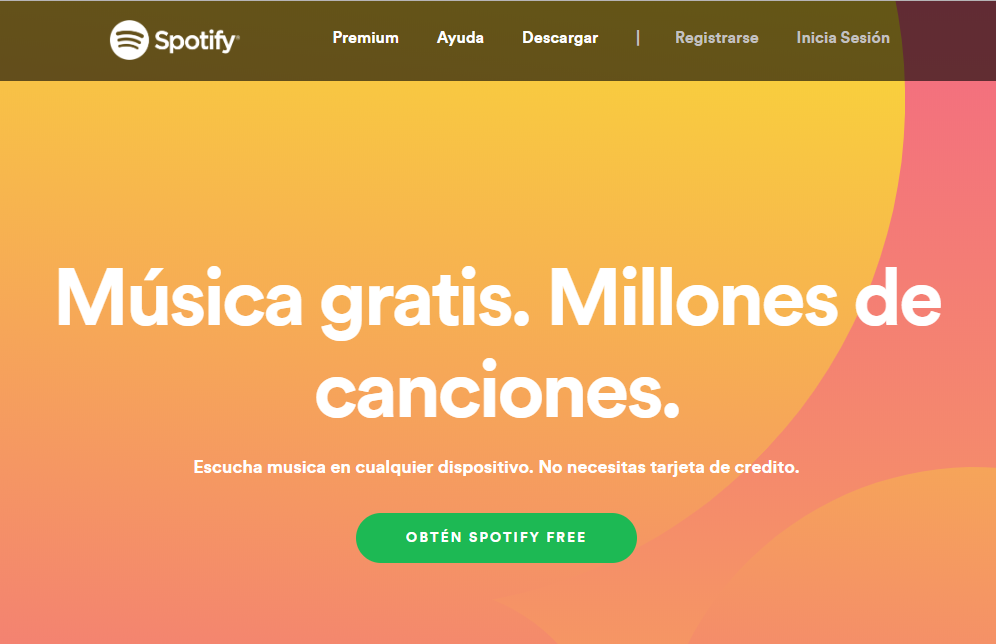 Spotify® Premium Ayuda Descargar | Registrarse Inicia Sesión
Música gratis. Millones de
canciones.
Escucha musica en cualquier dispositivo. No necesitas tarjeta de credito.
OBTÉN SPOTIFY FREE